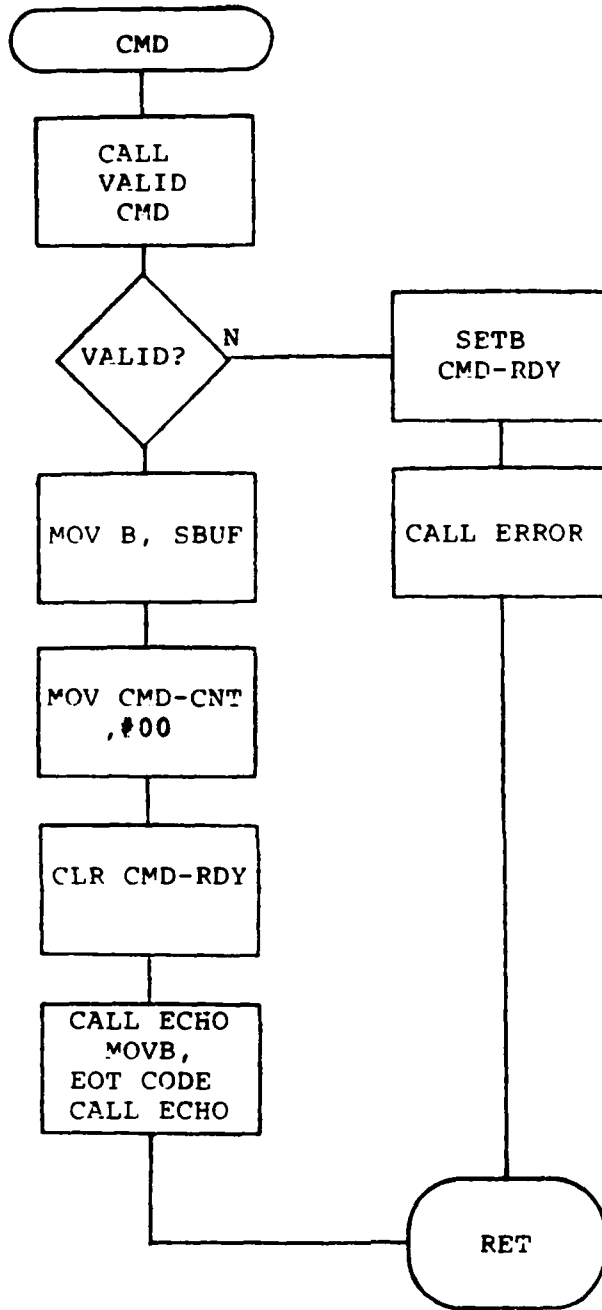 CMD
CALL
VALID
CMD
VALID?
N
SETB
CMD-RDY
MOV B, SBUF
CALL ERROR
MOV CMD-CNT
,#00
CLR CMD-RDY
CALL ECHO
MOVB,
EOT CODE
CALL ECHO
RET